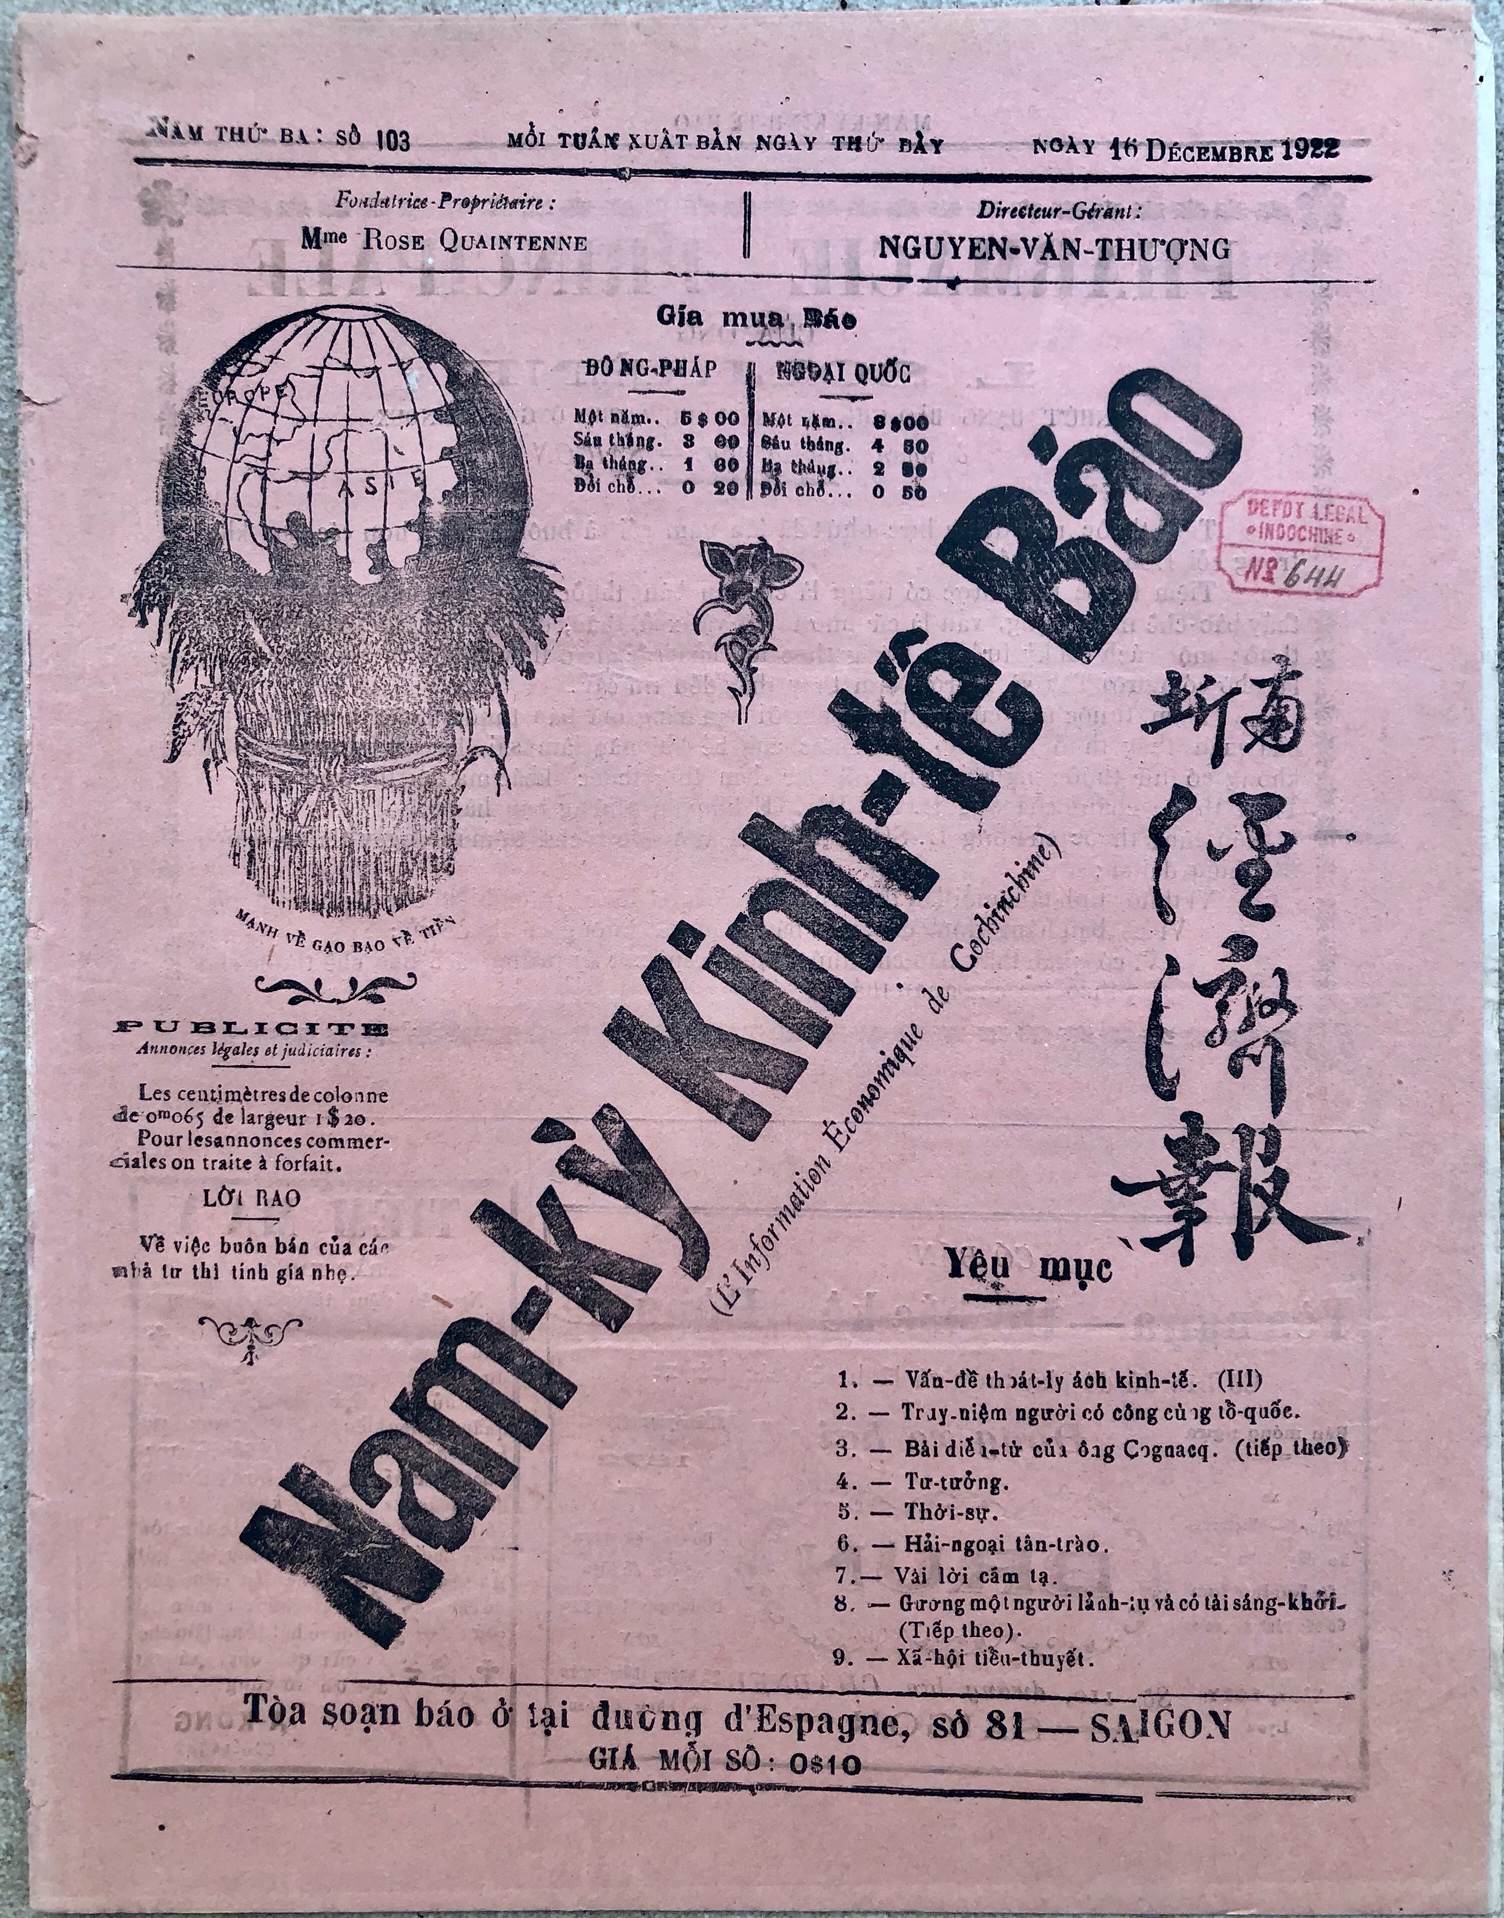 NĂM THỨ BA: SỐ 103
MỖI TUẦN XUẤT BẢN NGÀY THỨ BẢY
NGÀY 16 DÉCEMBRE 1922
Fondatrice-Propriétaire:
Mme ROSE QUAINTENNE
Directeur-Gérant:
NGUYEN-VĂN-THƯỢNG
Gía mua Báo
ĐÔNG-PHÁP
Một năm.. 5$00
Sáu tháng. 3 00
Ba tháng.. 1 60
Đổi chỗ... 0 20
NGOẠI QUỐC
Một năm.. 8$00
Sáu tháng. 4 50
Ba tháng.. 2 50
Đổi chỗ... 0 50
EUROPE
ASIE
MẠNH VỀ GẠO BẠO VỀ TIỀN
DEPOT LEGAL
INDOCHINE
Nº 644
Nam-kỳ Kinh-tế Báo
(L'Information Économique de Cochinchine)
南圻
經
濟
報
PUBLICITE
Annonces légales et judiciaires:
Les centimètres de colonne
de 0m065 de largeur 1$20.
Pour les annonces commer-
ciales on traite à forfait.
LỜI RAO
Về việc buôn bán của các
nhà tư thì tính gía nhẹ.
Yêu mục
1. — Vấn-đề thoát-ly ách kinh-tế. (III)
2. — Truy-niệm người có công cùng tổ-quốc.
3. — Bài diễn-từ của ông Cognacq. (tiếp theo)
4. — Tư-tưởng.
5. — Thời-sự.
6. — Hải-ngoại tân-trào.
7.— Vài lời cảm tạ.
8. — Gương một người lảnh-tụ và có tài sáng-khởi.
(Tiếp theo).
9. — Xã-hội tiểu-thuyết.
Tòa soạn báo ở tại đường d'Espagne, số 81 — SAIGON
GIÁ MỖI SỐ: 0$10